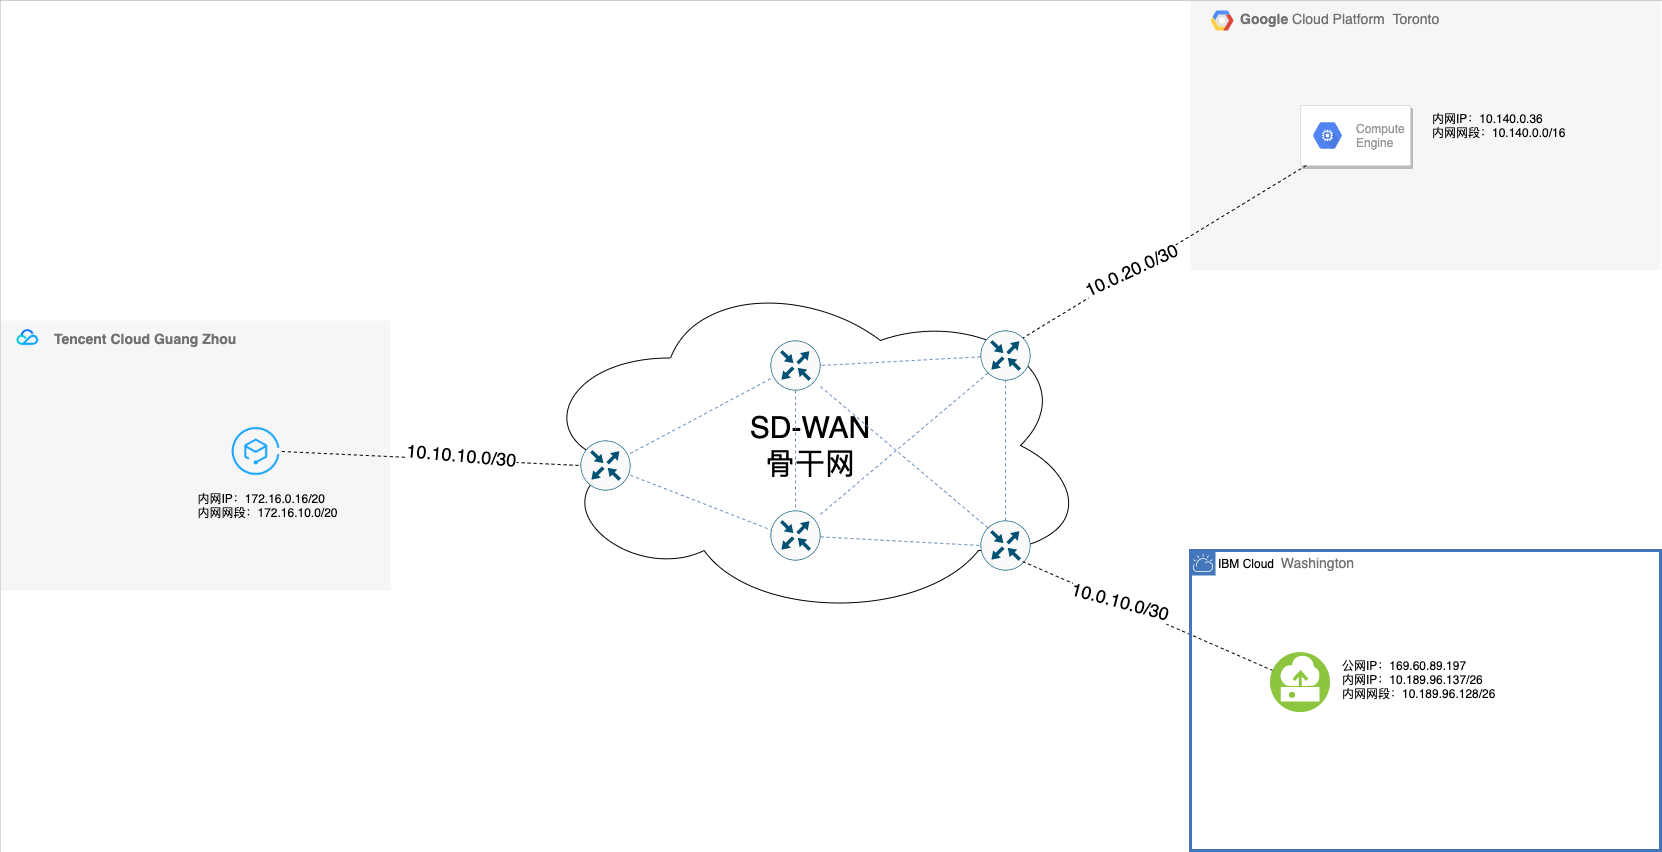 Google Cloud Platform Toronto
Compute
Engine
内网IP：10.140.0.36
内网网段：10.140.0.0/16
10.0.20.0/30
Tencent Cloud Guang Zhou
10.10.10.0/30
内网IP：172.16.0.16/20
内网网段：172.16.10.0/20
SD-WAN
骨干网
10.0.10.0/30
IBM Cloud Washington
公网IP：169.60.89.197
内网IP：10.189.96.137/26
内网网段：10.189.96.128/26